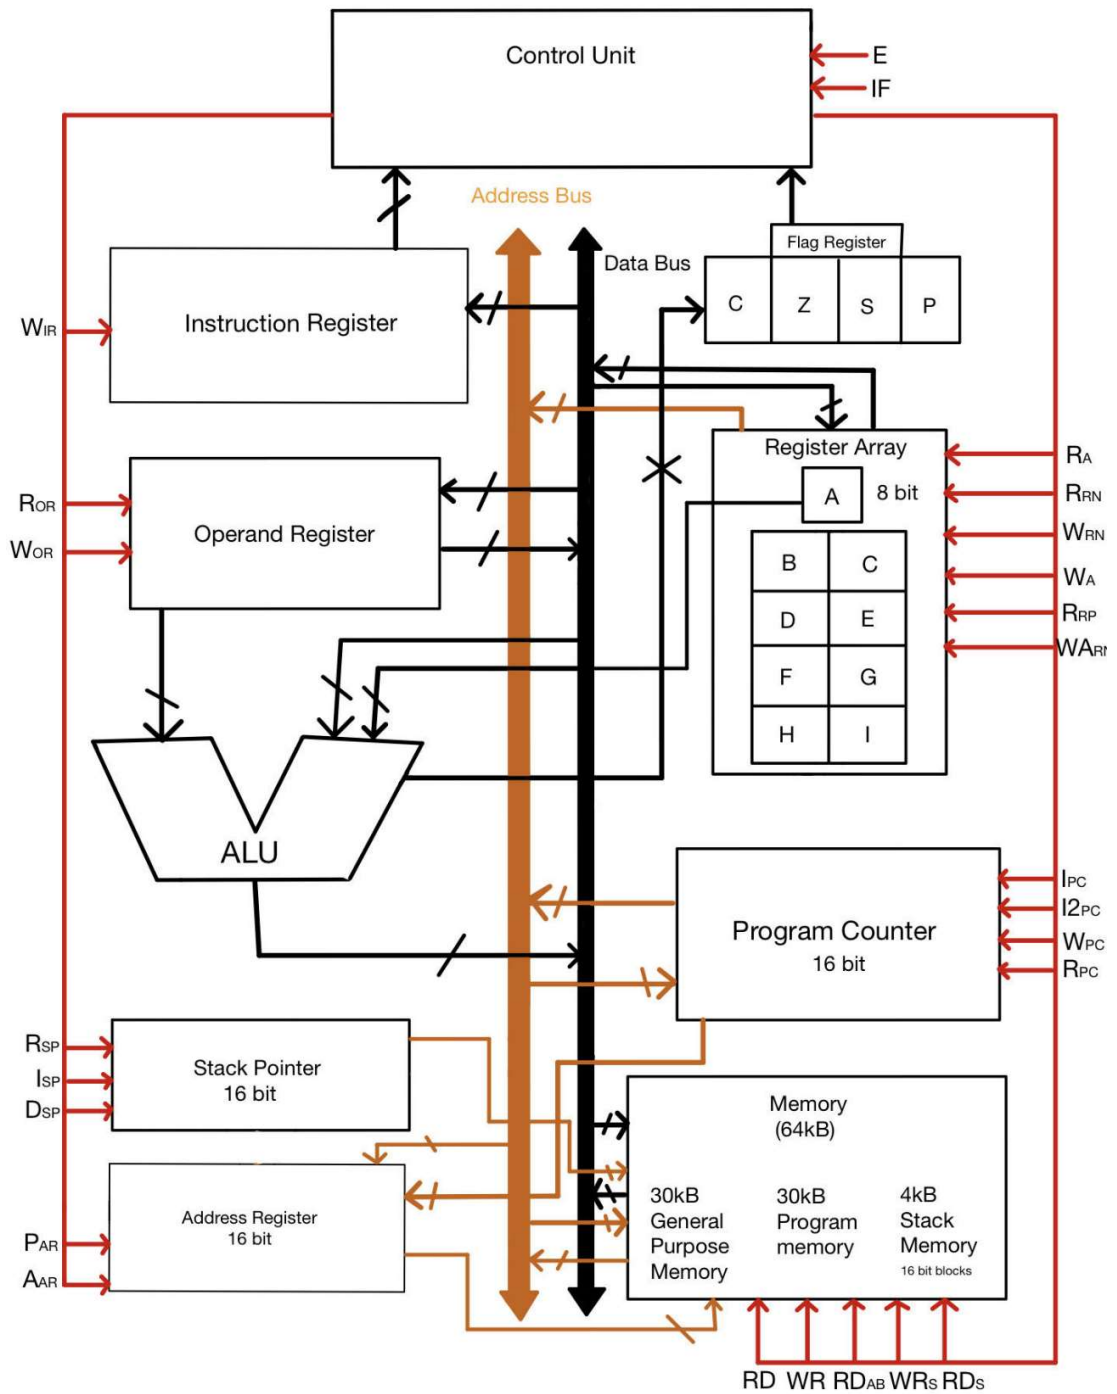 Control Unit
E
IF
Address Bus
Data Bus
Flag Register
C Z S P
Instruction Register
WIR
Register Array
A 8 bit
B C
D E
F G
H I
RA
RRN
WRN
WA
RRP
WARN
Operand Register
ROR
WOR
ALU
Program Counter
16 bit
IPC
I2PC
WPC
RPC
Stack Pointer
16 bit
RSP
ISP
DSP
Address Register
16 bit
PAR
AAR
Memory
(64kB)
30kB
General
Purpose
Memory
30kB
Program
memory
4kB
Stack
Memory
16 bit blocks
RD WR RDAB WRS RDS